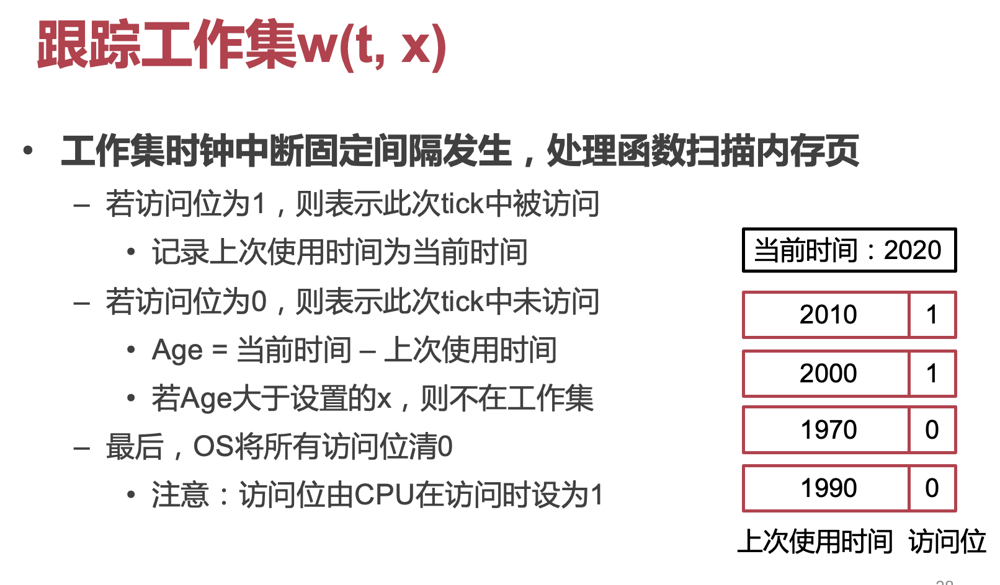 跟踪工作集w(t, x)
• 工作集时钟中断固定间隔发生，处理函数扫描内存页
– 若访问位为1，则表示此次tick中被访问
• 记录上次使用时间为当前时间
– 若访问位为0，则表示此次tick中未访问
• Age = 当前时间 – 上次使用时间
• 若Age大于设置的x，则不在工作集
– 最后，OS将所有访问位清0
• 注意：访问位由CPU在访问时设为1
当前时间：2020
2010 1
2000 1
1970 0
1990 0
上次使用时间 访问位